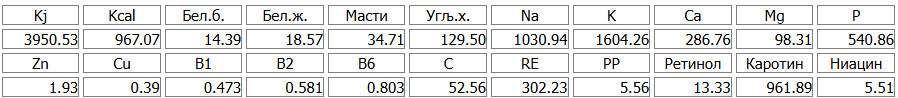 Kj Kcal Бел.б. Бел.ж. Масти Угљ.х. Na K Ca Mg P
3950.53 967.07 14.39 18.57 34.71 129.50 1030.94 1604.26 286.76 98.31 540.86
Zn Cu B1 B2 B6 C RE PP Ретинол Каротин Ниацин
1.93 0.39 0.473 0.581 0.803 52.56 302.23 5.56 13.33 961.89 5.51